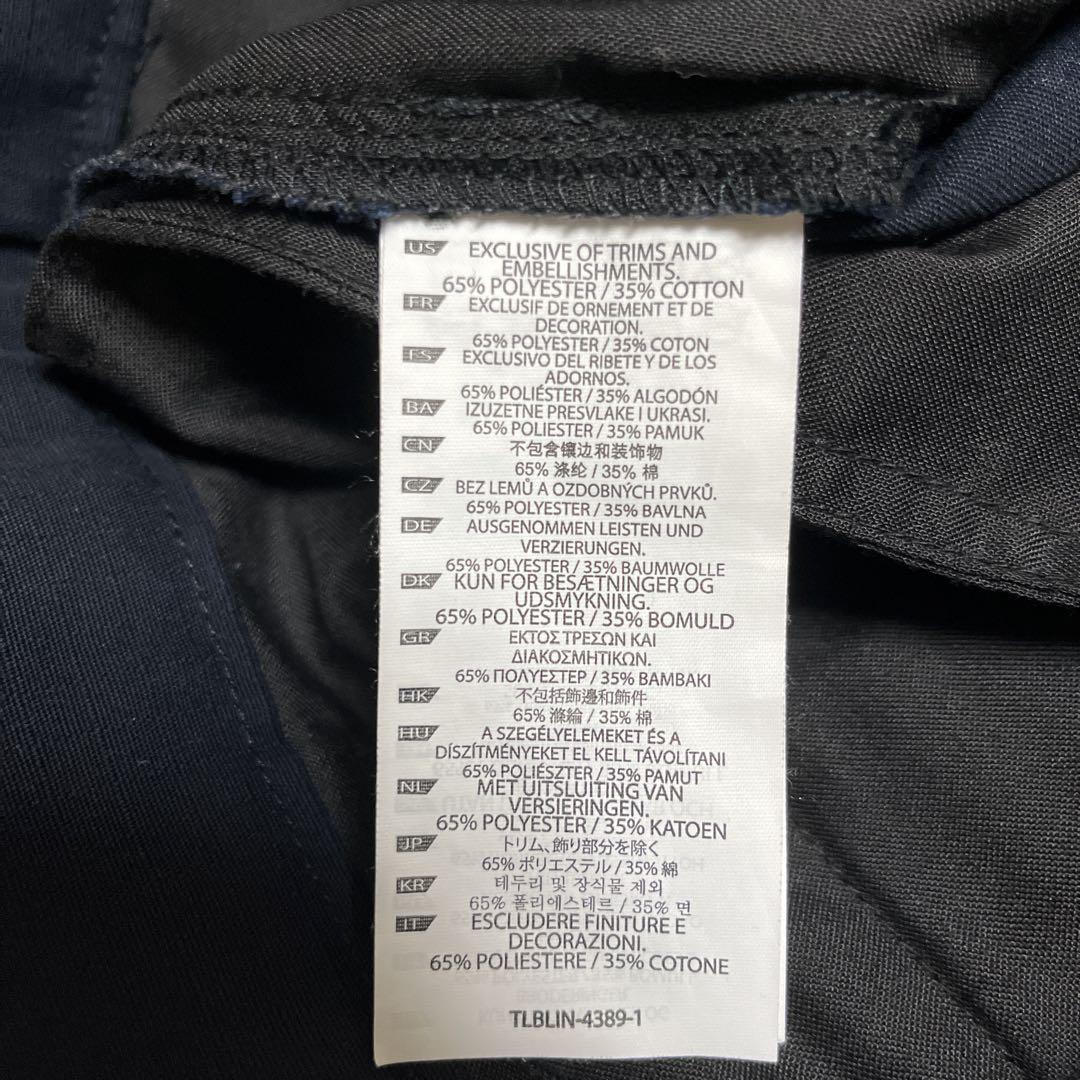 US EXCLUSIVE OF TRIMS AND
EMBELLISHMENTS.
65% POLYESTER / 35% COTTON
FR EXCLUSIF DE ORNEMENT ET DE
DECORATION.
65% POLYESTER / 35% COTON
ES EXCLUSIVO DEL RIBETE Y DE LOS
ADORNOS.
65% POLIÉSTER / 35% ALGODÓN
BA IZUZETNE PRESVLAKE I UKRASI.
65% POLIESTER / 35% PAMUK
CN 不包含镶边和装饰物
65% 涤纶 / 35% 棉
CZ BEZ LEMŮ A OZDOBNÝCH PRVKŮ.
65% POLYESTER / 35% BAVLNA
DE AUSGENOMMEN LEISTEN UND
VERZIERUNGEN.
65% POLYESTER / 35% BAUMWOLLE
DK KUN FOR BESÆTNINGER OG
UDSMYKNING.
65% POLYESTER / 35% BOMULD
GR ΕΚΤΟΣ ΤΡΕΣΩΝ ΚΑΙ
ΔΙΑΚΟΣΜΗΤΙΚΩΝ.
65% ΠΟΛΥΕΣΤΕΡ / 35% ΒΑΜΒΑΚΙ
HK 不包括飾邊和飾件
65% 滌綸 / 35% 棉
HU A SZEGÉLYELEMEKET ÉS A
DÍSZÍTMÉNYEKET EL KELL TÁVOLÍTANI
65% POLIÉSZTER / 35% PAMUT
NL MET UITSLUITING VAN
VERSIERINGEN.
65% POLYESTER / 35% KATOEN
JP トリム、飾り部分を除く
65% ポリエステル / 35% 綿
KR 테두리 및 장식물 제외
65% 폴리에스테르 / 35% 면
IT ESCLUDERE FINITURE E
DECORAZIONI.
65% POLIESTERE / 35% COTONE
TLBLIN-4389-1